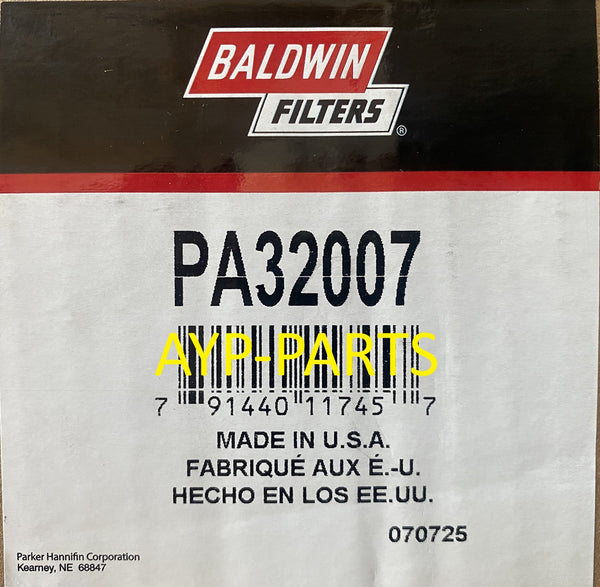 BALDWIN
FILTERS®
PA32007
AYP-PARTS
7 91440 11745 7
MADE IN U.S.A.
FABRIQUÉ AUX É.-U.
HECHO EN LOS EE.UU.
070725
Parker Hannifin Corporation
Kearney, NE 68847